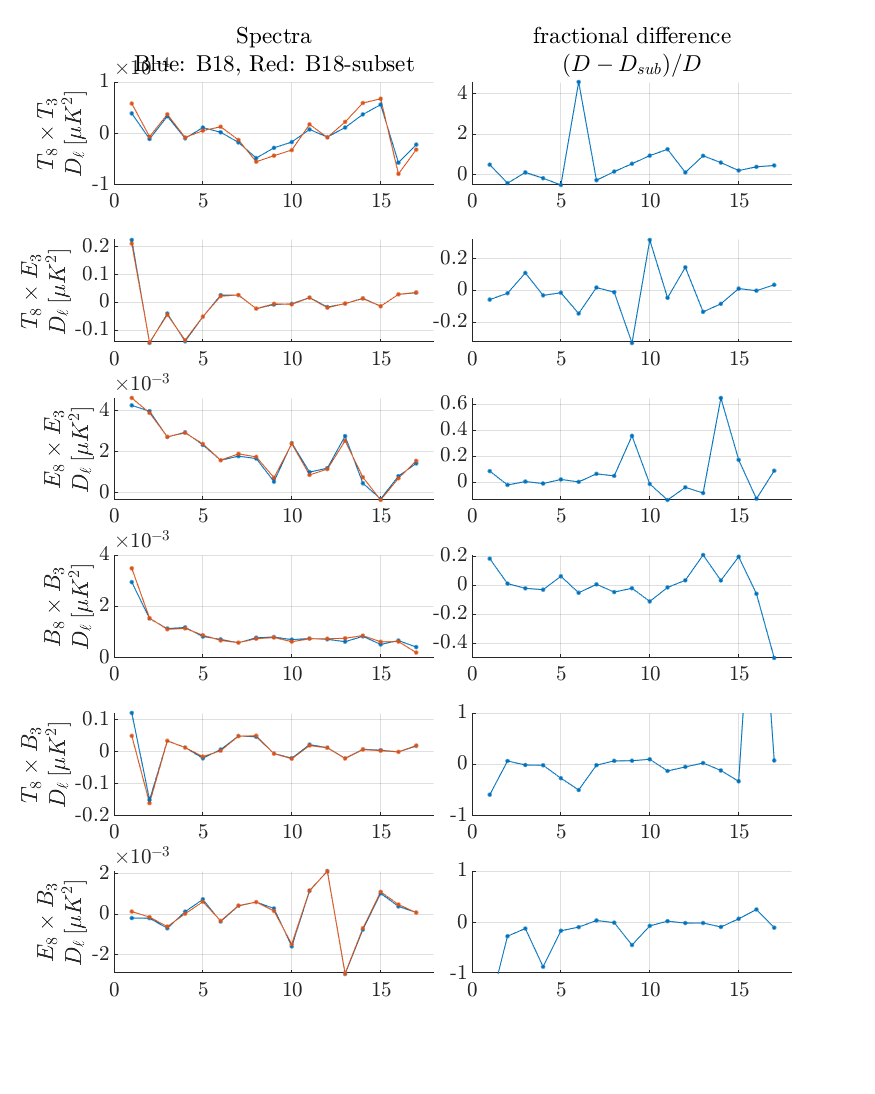 Spectra
Blue: B18, Red: B18-subset
fractional difference
(D − D_sub)/D
T_8 × T_3
D_ℓ [μK^2]
1
0
-1
0 5 10 15
4
2
0
0 5 10 15
T_8 × E_3
D_ℓ [μK^2]
0.2
0.1
0
-0.1
0 5 10 15
0.2
0
-0.2
0 5 10 15
E_8 × E_3
D_ℓ [μK^2]
×10^−3
4
2
0
0 5 10 15
0.6
0.4
0.2
0
0 5 10 15
B_8 × B_3
D_ℓ [μK^2]
×10^−3
4
2
0
0 5 10 15
0.2
0
-0.2
-0.4
0 5 10 15
T_8 × B_3
D_ℓ [μK^2]
0.1
0
-0.1
-0.2
0 5 10 15
1
0
-1
0 5 10 15
E_8 × B_3
D_ℓ [μK^2]
×10^−3
2
0
-2
0 5 10 15
1
0
-1
0 5 10 15